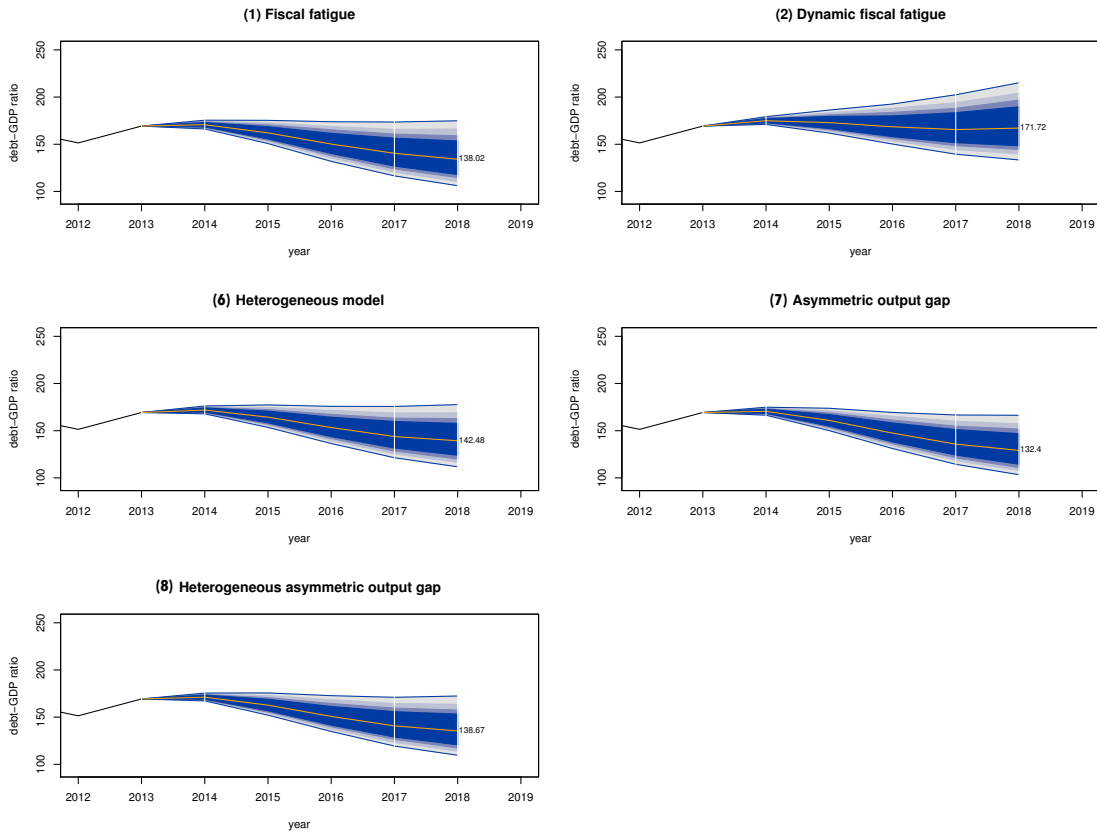 (1) Fiscal fatigue
debt−GDP ratio
250
200
150
100
138.02
2012 2013 2014 2015 2016 2017 2018 2019
year
(2) Dynamic fiscal fatigue
debt−GDP ratio
250
200
150
100
171.72
2012 2013 2014 2015 2016 2017 2018 2019
year
(6) Heterogeneous model
debt−GDP ratio
250
200
150
100
142.48
2012 2013 2014 2015 2016 2017 2018 2019
year
(7) Asymmetric output gap
debt−GDP ratio
250
200
150
100
132.4
2012 2013 2014 2015 2016 2017 2018 2019
year
(8) Heterogeneous asymmetric output gap
debt−GDP ratio
250
200
150
100
138.67
2012 2013 2014 2015 2016 2017 2018 2019
year